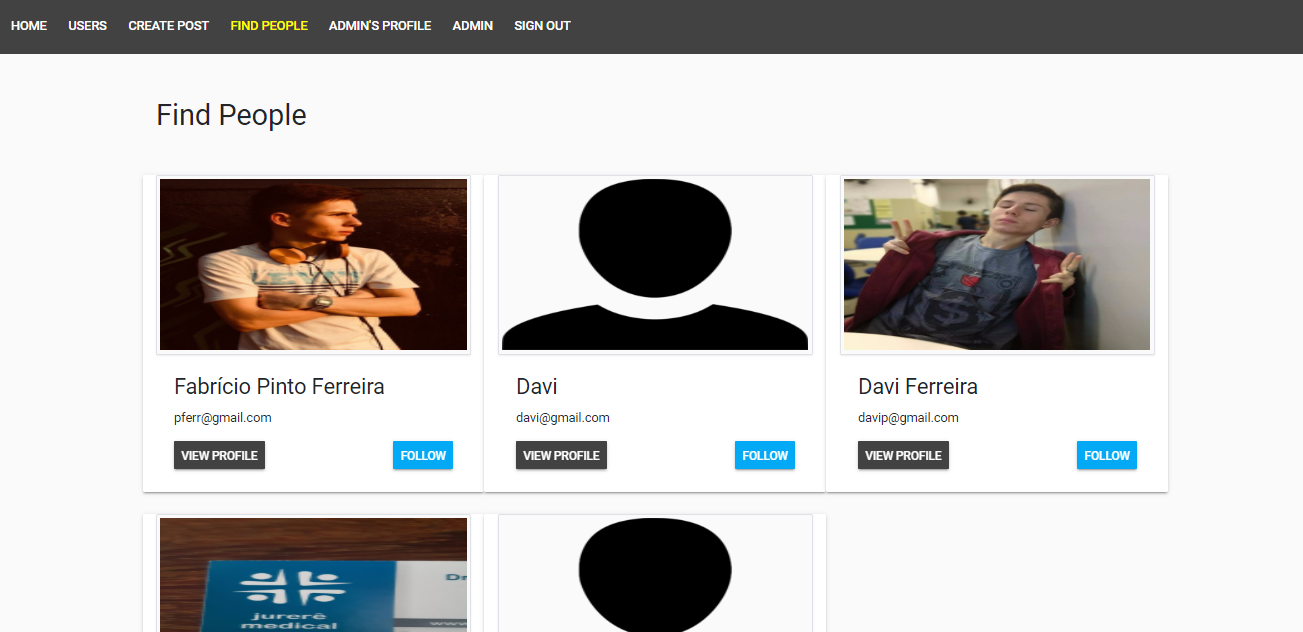 HOME USERS CREATE POST FIND PEOPLE ADMIN'S PROFILE ADMIN SIGN OUT
Find People
Fabrício Pinto Ferreira
pferr@gmail.com
VIEW PROFILE FOLLOW
Davi
davi@gmail.com
VIEW PROFILE FOLLOW
Davi Ferreira
davip@gmail.com
VIEW PROFILE FOLLOW
jurerê
medical